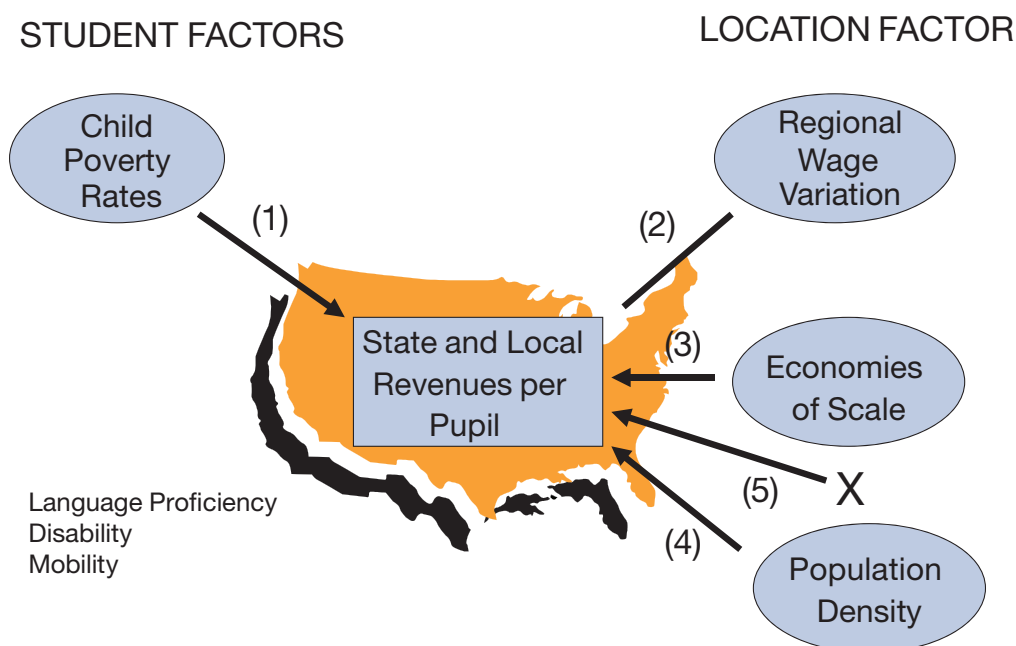 STUDENT FACTORS
LOCATION FACTOR
Child
Poverty
Rates
Regional
Wage
Variation
(1)
(2)
State and Local
Revenues per
Pupil
(3)
Economies
of Scale
(5)
X
(4)
Language Proficiency
Disability
Mobility
Population
Density